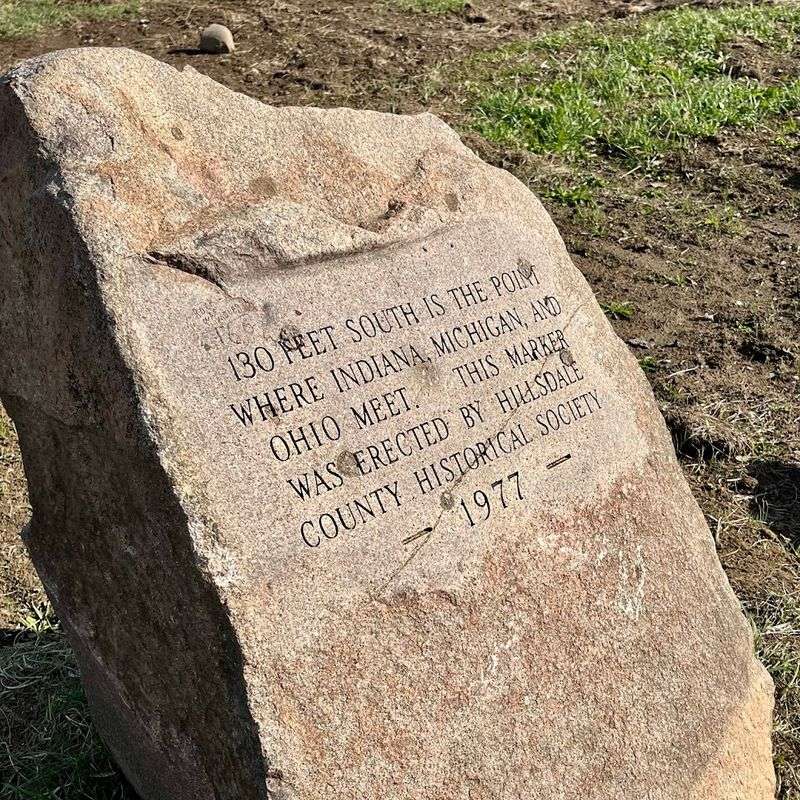 130 FEET SOUTH IS THE POINT
WHERE INDIANA, MICHIGAN, AND
OHIO MEET. THIS MARKER
WAS ERECTED BY HILLSDALE
COUNTY HISTORICAL SOCIETY
- 1977 -